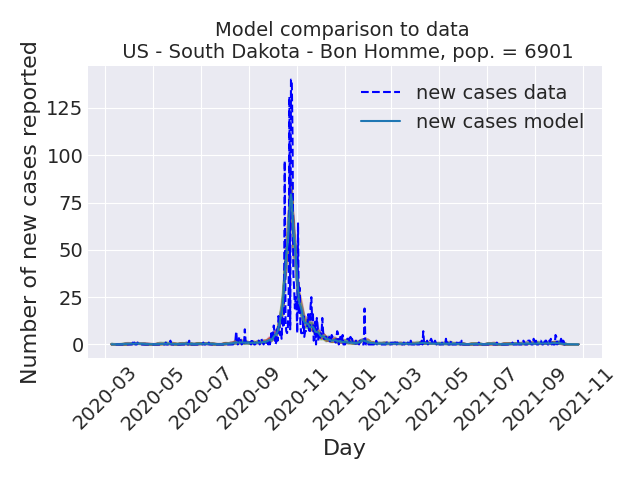 Model comparison to data
US - South Dakota - Bon Homme, pop. = 6901
Number of new cases reported
125
100
75
50
25
0
new cases data
new cases model
2020-03
2020-05
2020-07
2020-09
2020-11
2021-01
2021-03
2021-05
2021-07
2021-09
2021-11
Day